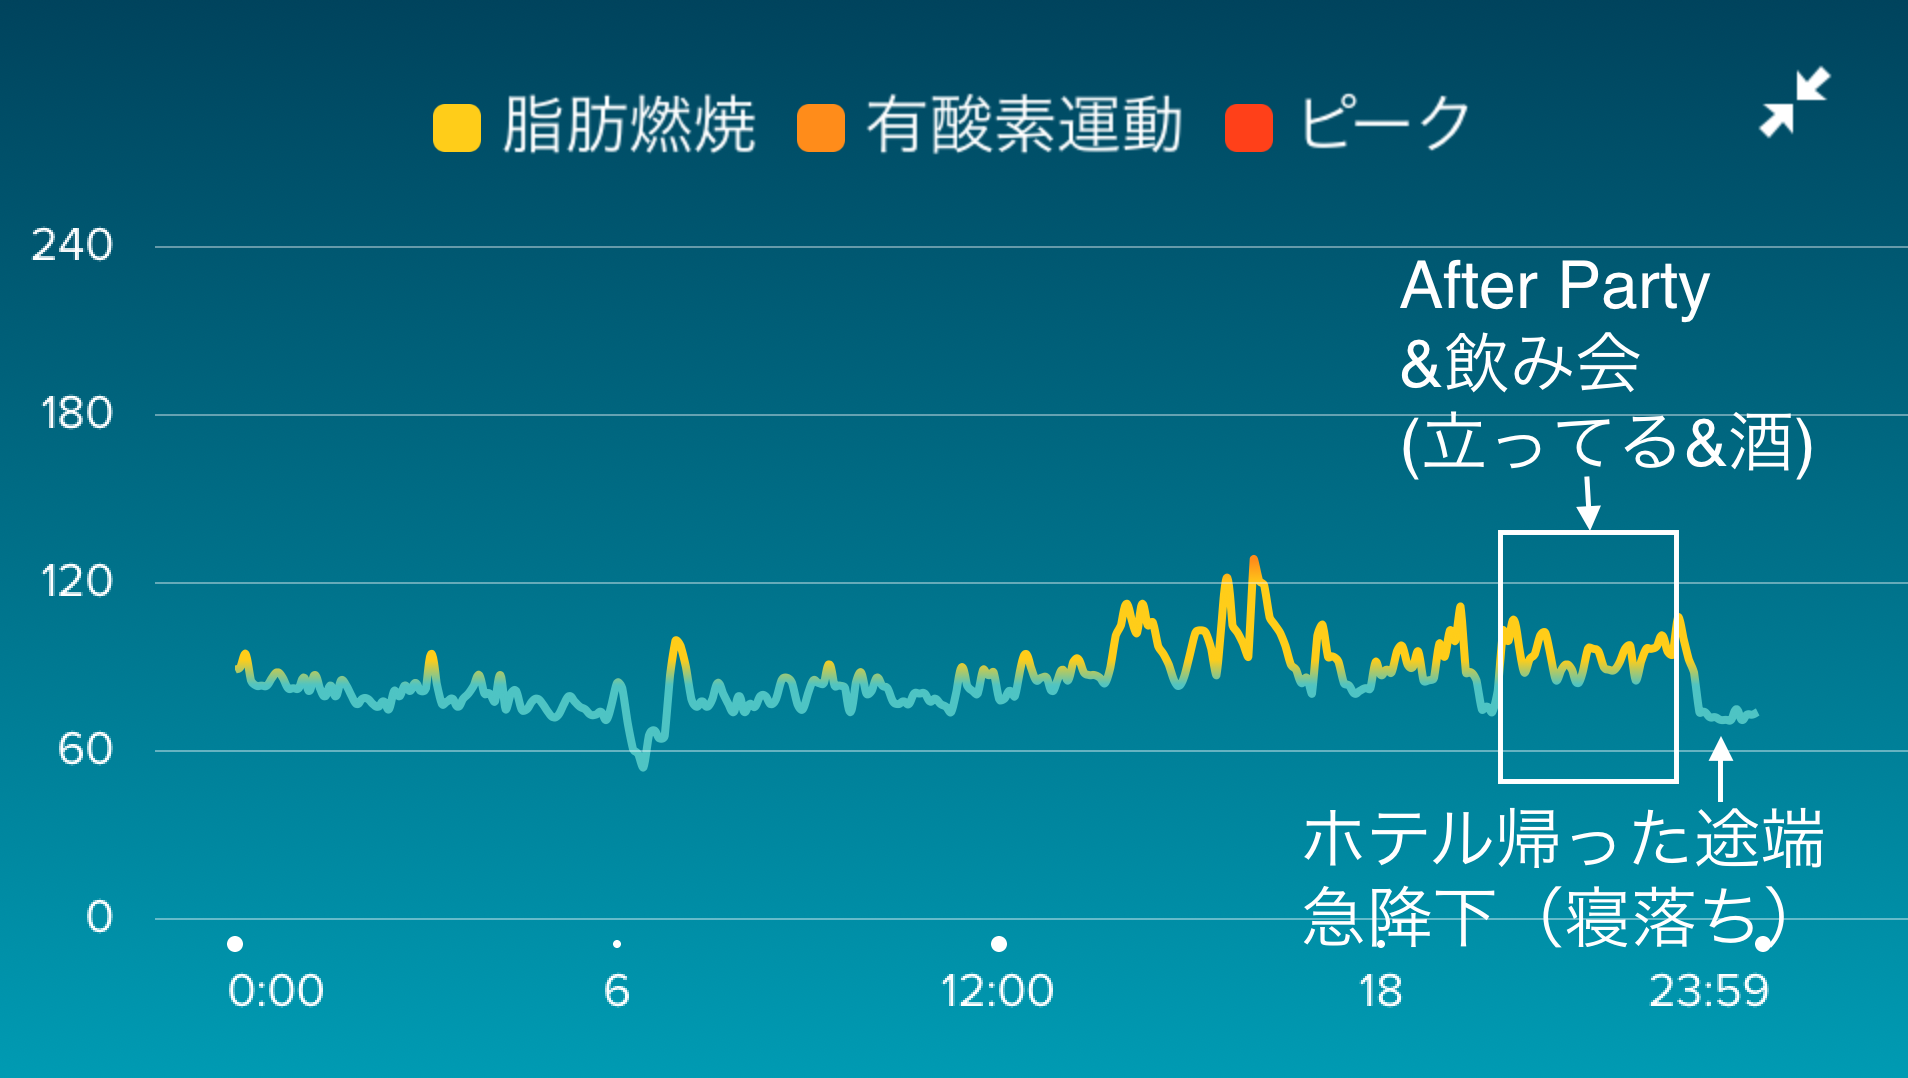 脂肪燃焼 有酸素運動 ピーク
240
After Party
&飲み会
180
(立ってる&酒)
120
60
ホテル帰った途端
急降下（寝落ち）
0
0:00 6 12:00 18 23:59